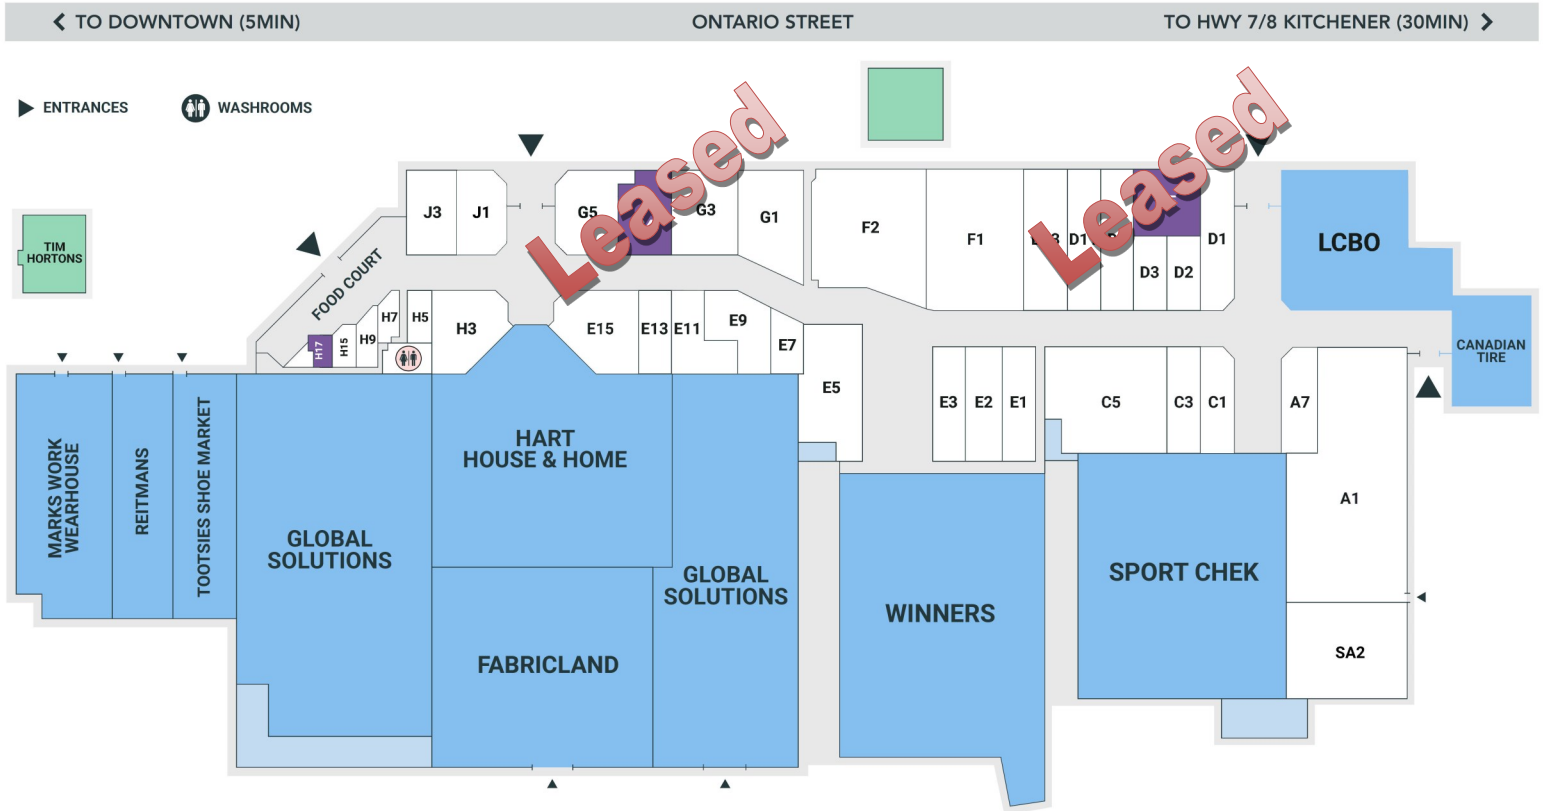 TO DOWNTOWN (5MIN)
ONTARIO STREET
TO HWY 7/8 KITCHENER (30MIN)
ENTRANCES
WASHROOMS
Leased
Leased
TIM
HORTONS
FOOD COURT
J3
J1
G5
G3
G1
F2
F1
D1
D3
D2
D1
LCBO
CANADIAN
TIRE
H17
H15
H9
H7
H5
H3
E15
E13
E11
E9
E7
E5
E3
E2
E1
C5
C3
C1
A7
A1
SA2
MARKS WORK
WEARHOUSE
REITMANS
TOOTSIES SHOE MARKET
GLOBAL
SOLUTIONS
HART
HOUSE & HOME
FABRICLAND
GLOBAL
SOLUTIONS
WINNERS
SPORT CHEK